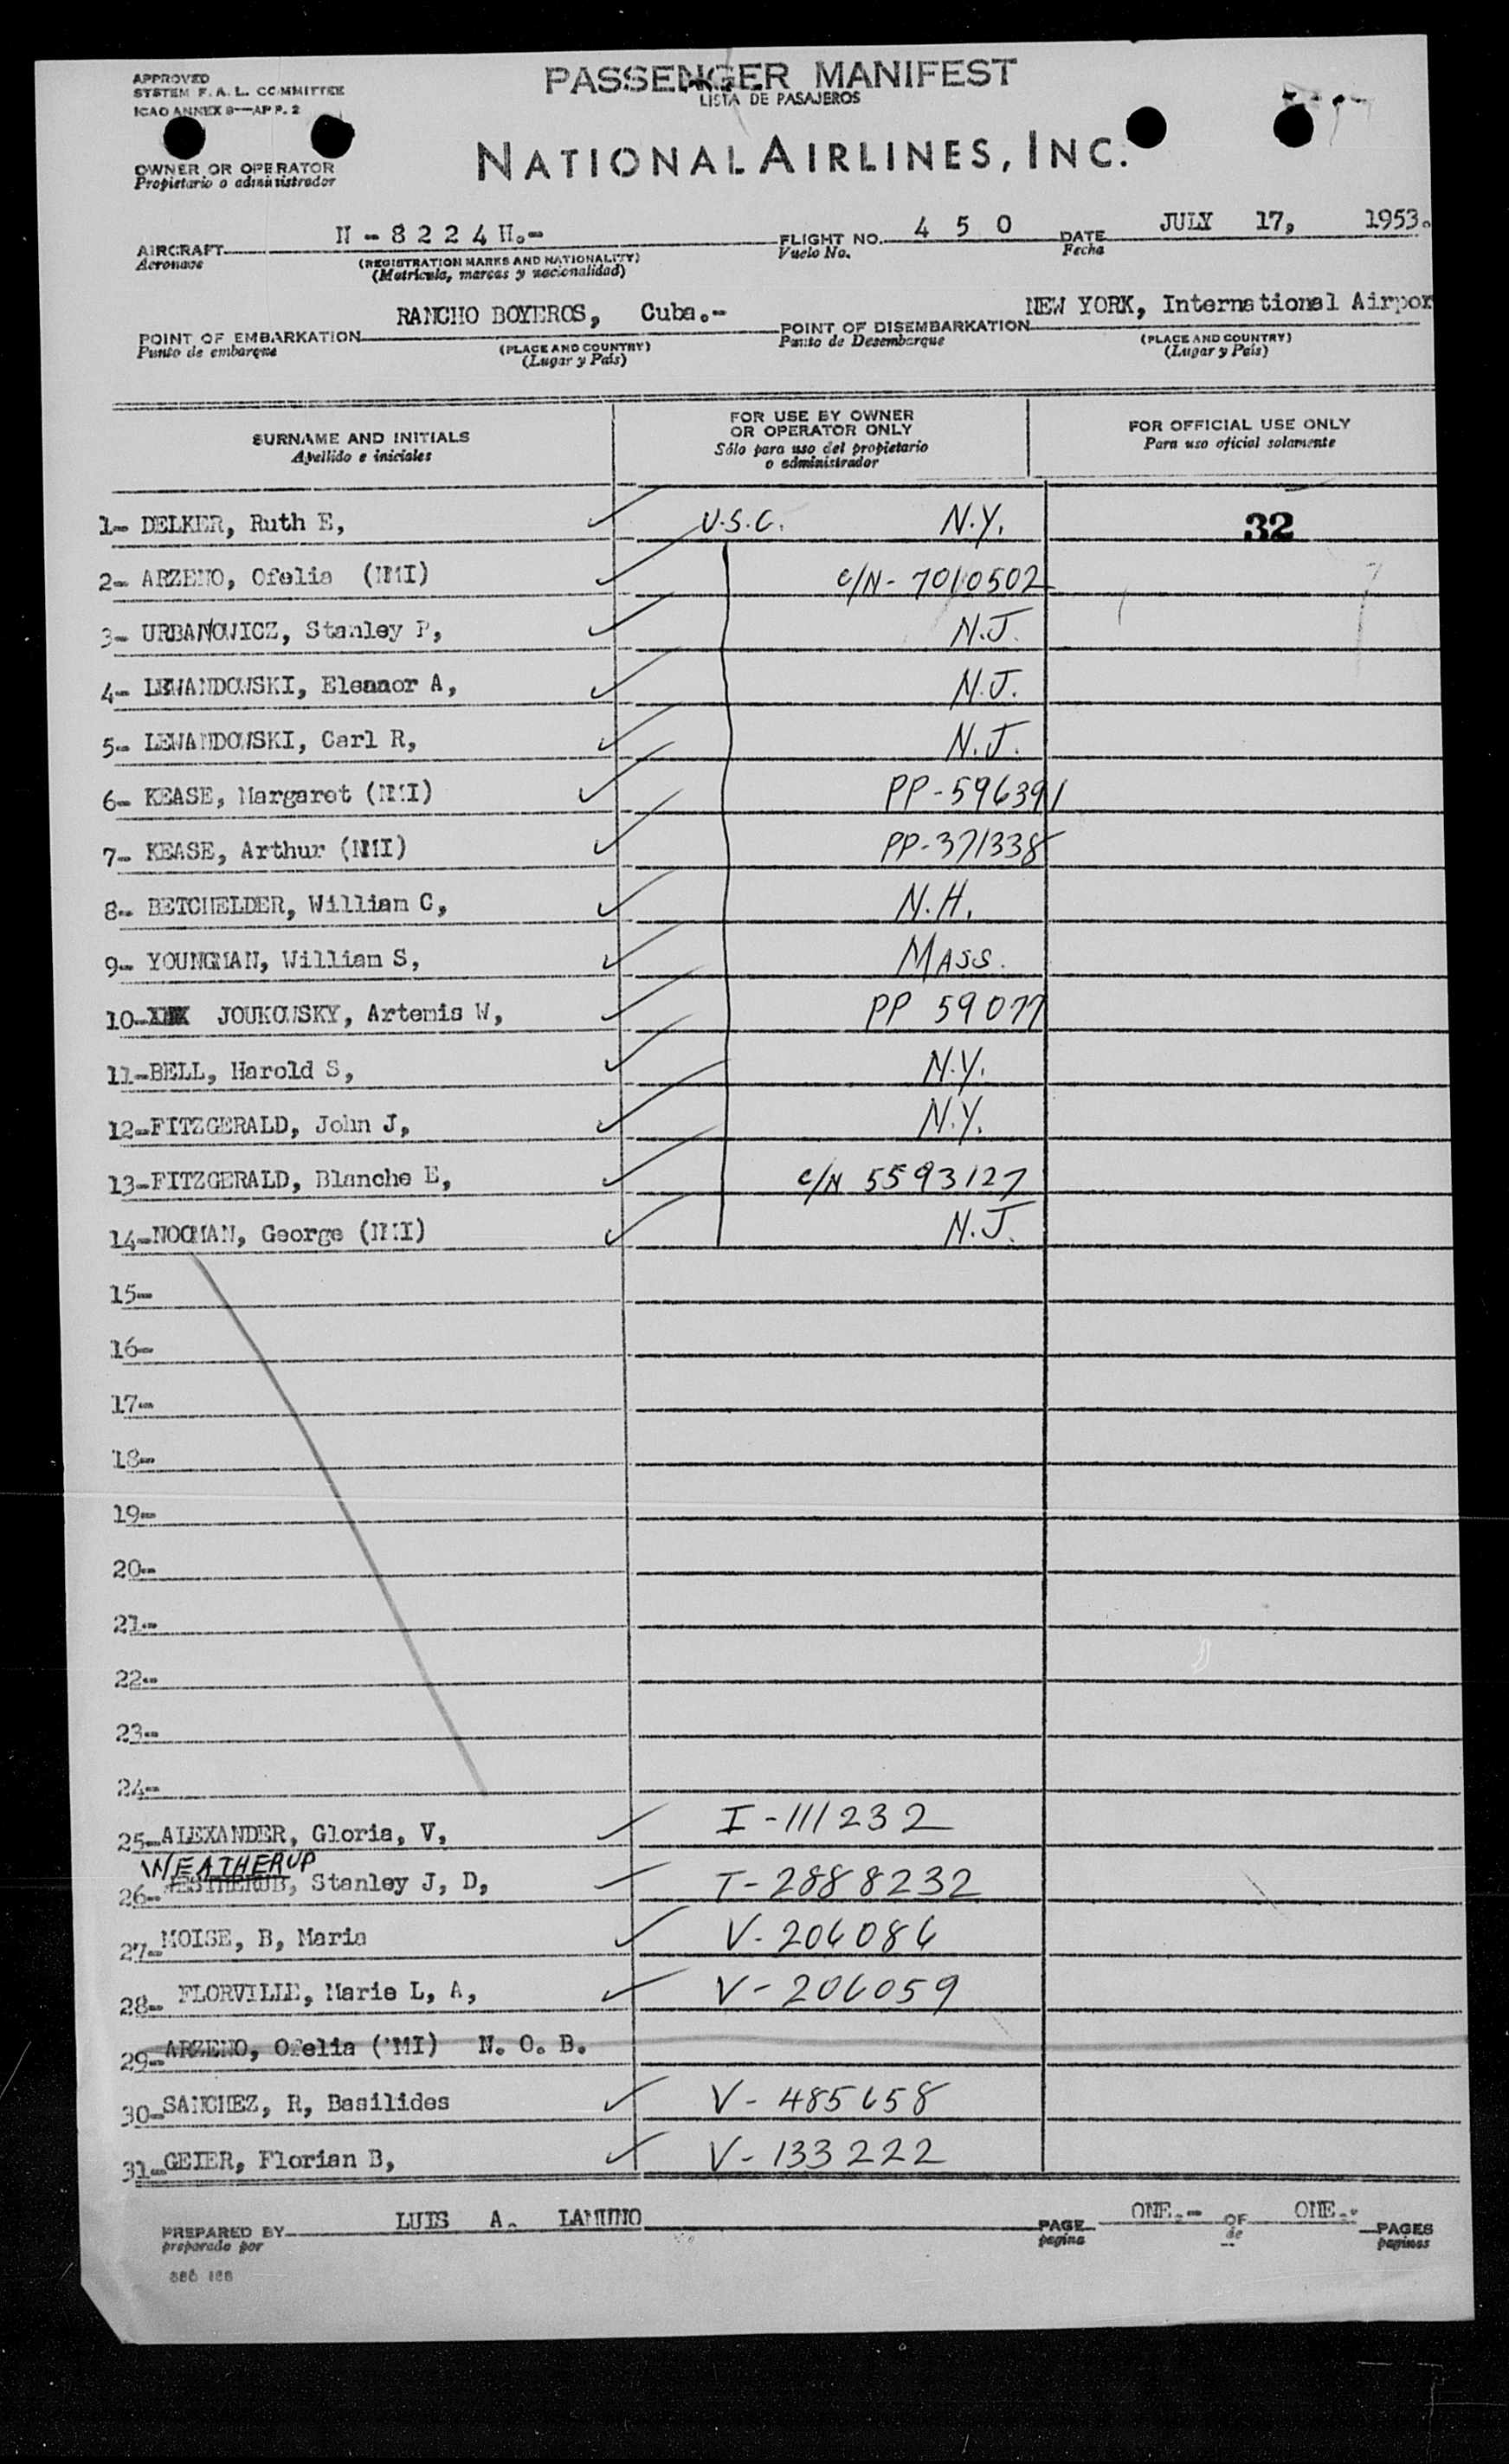 APPROVED
SYSTEM F. A. L. COMMITTEE
ICAO ANNEX 9—APP. 2
PASSENGER MANIFEST
LISTA DE PASAJEROS
NATIONAL AIRLINES, INC.
OWNER OR OPERATOR
Propietario o administrador
AIRCRAFT N - 8 2 2 4 H.- FLIGHT NO. 4 5 0 DATE JULY 17, 1953.
Aeronave (REGISTRATION MARKS AND NATIONALITY) Vuelo No. Fecha
(Matrícula, marcas y nacionalidad)
POINT OF EMBARKATION RANCHO BOYEROS, Cuba.- POINT OF DISEMBARKATION NEW YORK, International Airpor
Punto de embarque (PLACE AND COUNTRY) Punto de Desembarque (PLACE AND COUNTRY)
(Lugar y País) (Lugar y País)
SURNAME AND INITIALS FOR USE BY OWNER OR OPERATOR ONLY FOR OFFICIAL USE ONLY
Apellido e iniciales Sólo para uso del propietario o administrador Para uso oficial solamente
1- DELKER, Ruth E, U.S.C. N.Y. 32
2- ARZENO, Ofelia (NMI) C/N - 7010502
3- URBANOWICZ, Stanley P, N.J.
4- LEWANDOWSKI, Eleanor A, N.J.
5- LEWANDOWSKI, Carl R, N.J.
6- KEASE, Margaret (NMI) PP-596391
7- KEASE, Arthur (NMI) PP-371338
8- BETCHELDER, William C, N.H.
9- YOUNGMAN, William S, MASS.
10- JOUKOWSKY, Artemis W, PP 59077
11-BELL, Harold S, N.Y.
12-FITZGERALD, John J, N.Y.
13-FITZGERALD, Blanche E, C/N 5593127
14-NOOMAN, George (NMI) N.J.
15-
16-
17-
18-
19-
20-
21-
22-
23-
24-
25-ALEXANDER, Gloria, V, I-111232
WEATHERUP
26- Stanley J, D, T-2888232
27-MOISE, B, Maria V-206086
28- FLORVILLE, Marie L, A, V-206059
29-ARZENO, Ofelia ('MI) N. O. B.
30-SANCHEZ, R, Basilides V-485658
31-GEIER, Florian B, V-133222
PREPARED BY LUIS A. LAMUNO PAGE ONE.- OF ONE.- PAGES
preparado por pagina de paginas